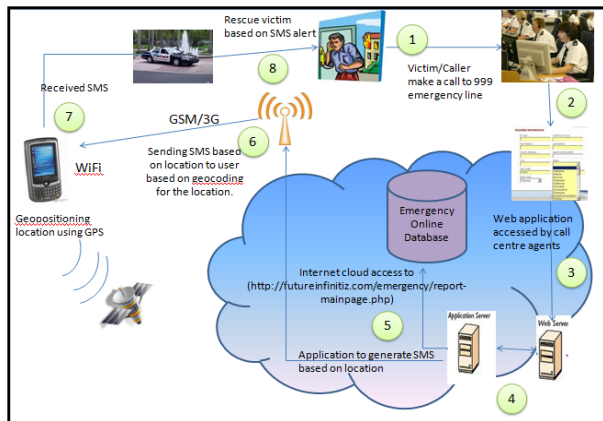 Rescue victim
based on SMS alert
1
8
Victim/Caller
make a call to 999
emergency line
2
Received SMS
7
GSM/3G
6
WiFi
Sending SMS based
on location to user
based on geocoding
for the location.
Geopositioning
location using GPS
Emergency
Online
Database
Web application
accessed by call
centre agents
3
Internet cloud access to
(http://futureinfinitiz.com/emergency/report-
mainpage.php)
5
Application Server
Web Server
Application to generate SMS
based on location
4